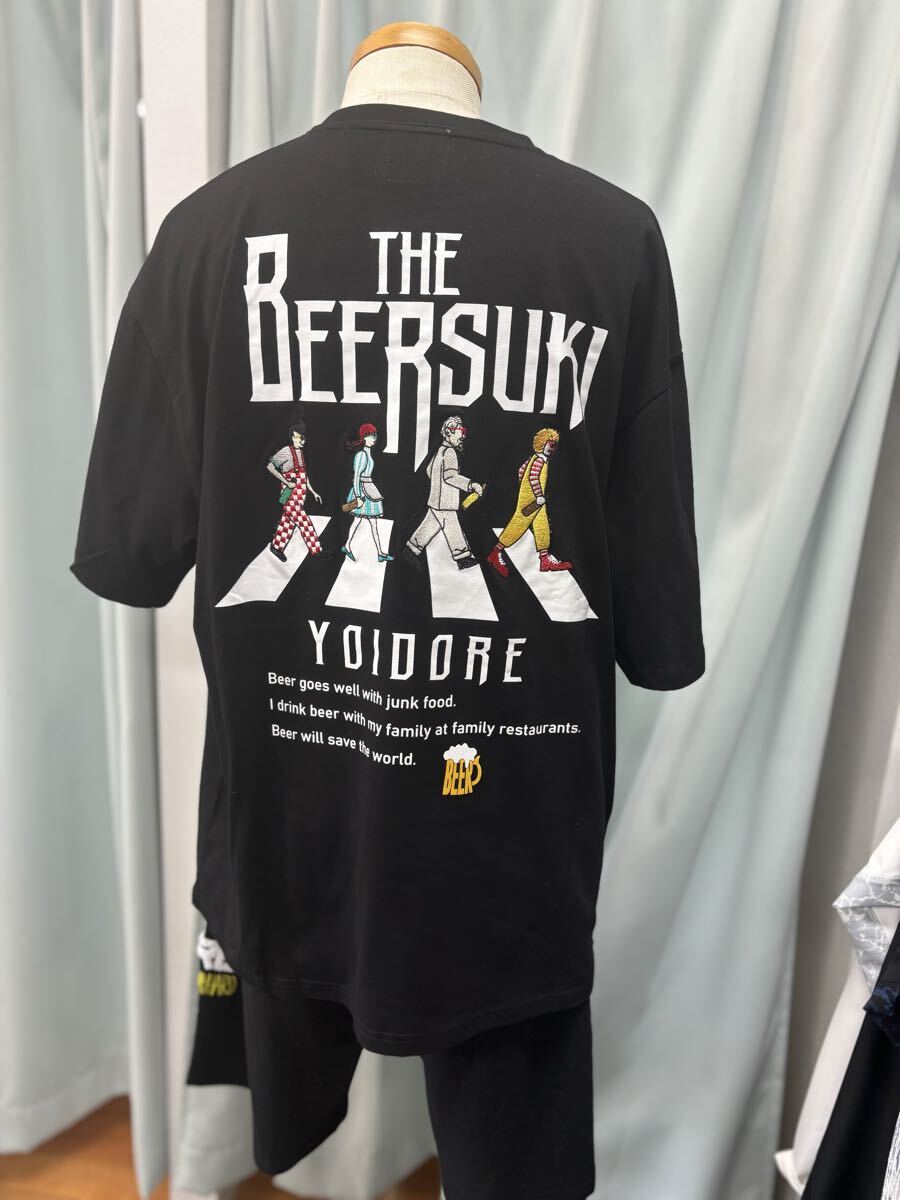 THE
BEERSUKI
YOIDORE
Beer goes well with junk food.
I drink beer with my family at family restaurants.
Beer will save the world.
BEER